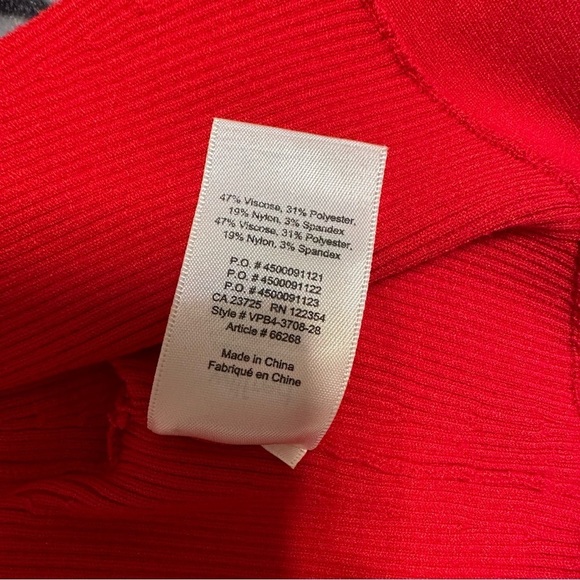 47% Viscose, 31% Polyester,
19% Nylon, 3% Spandex
47% Viscose, 31% Polyester,
19% Nylon, 3% Spandex
P.O. # 4500091121
P.O. # 4500091122
P.O. # 4500091123
CA 23725 RN 122354
Style # VPB4-3708-28
Article # 66268
Made in China
Fabriqué en Chine